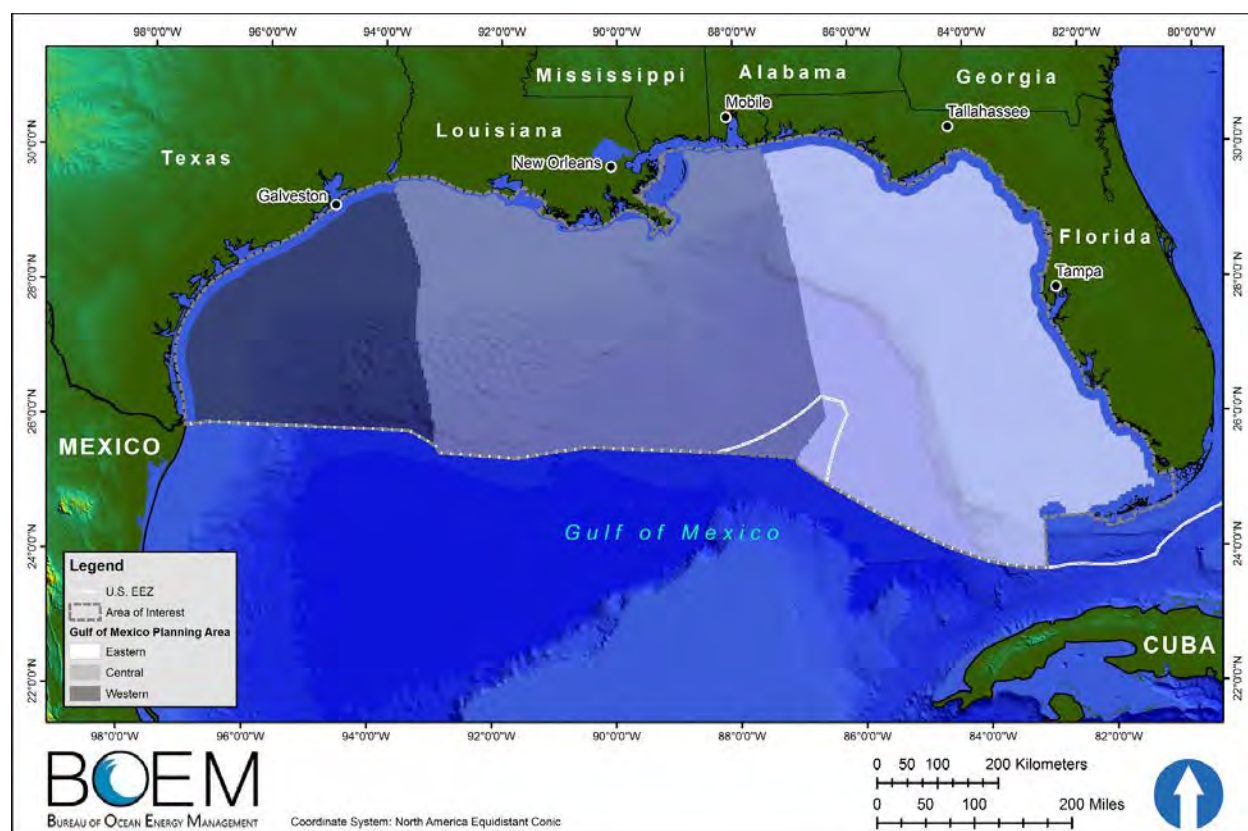 98°0'0"W 96°0'0"W 94°0'0"W 92°0'0"W 90°0'0"W 88°0'0"W 86°0'0"W 84°0'0"W 82°0'0"W 80°0'0"W
Mississippi Alabama Georgia
Mobile Tallahassee
30°0'0"N Texas Louisiana 30°0'0"N
New Orleans
Galveston
Florida
28°0'0"N Tampa 28°0'0"N
26°0'0"N 26°0'0"N
MEXICO
24°0'0"N Gulf of Mexico 24°0'0"N
Legend
U.S. EEZ
Area of Interest
Gulf of Mexico Planning Area
Eastern
Central
Western
CUBA
22°0'0"N 22°0'0"N
98°0'0"W 96°0'0"W 94°0'0"W 92°0'0"W 90°0'0"W 88°0'0"W 86°0'0"W 84°0'0"W 82°0'0"W
BOEM
BUREAU OF OCEAN ENERGY MANAGEMENT
Coordinate System: North America Equidistant Conic
0 50 100 200 Kilometers
0 50 100 200 Miles